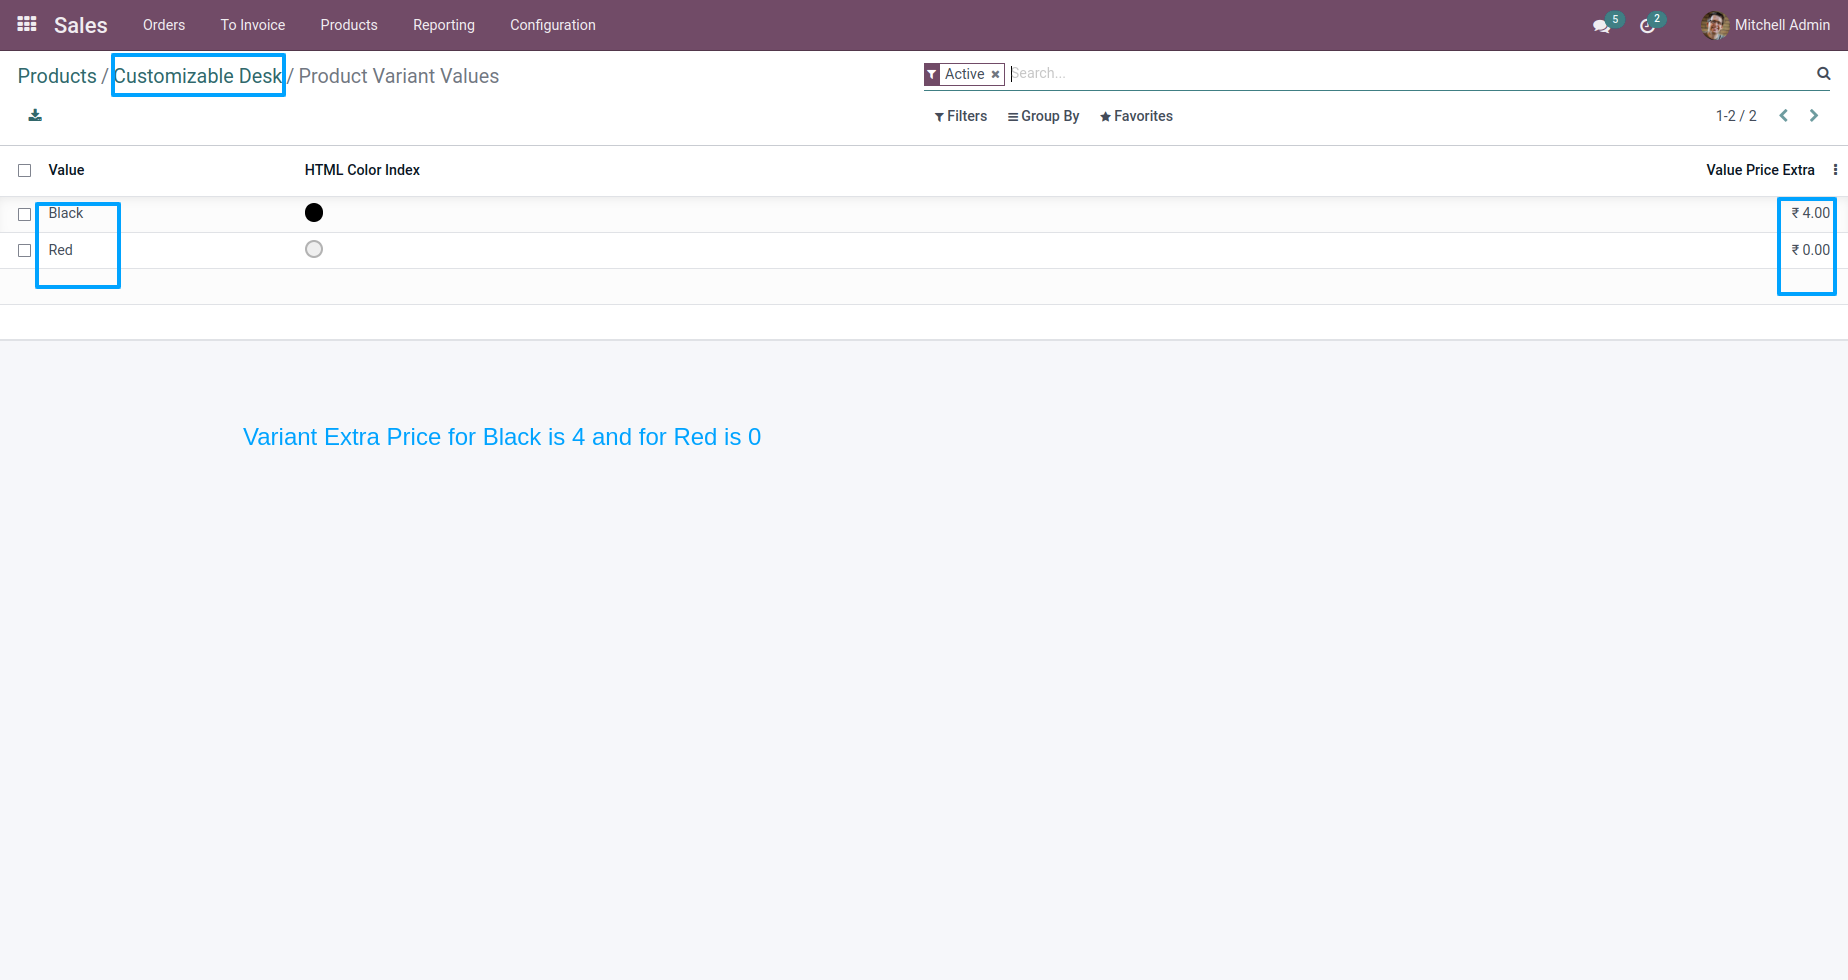 Sales Orders To Invoice Products Reporting Configuration 5 2 Mitchell Admin
Products / Customizable Desk / Product Variant Values
Active × Search...
Filters Group By Favorites 1-2 / 2
Value HTML Color Index Value Price Extra
Black ₹ 4.00
Red ₹ 0.00
Variant Extra Price for Black is 4 and for Red is 0